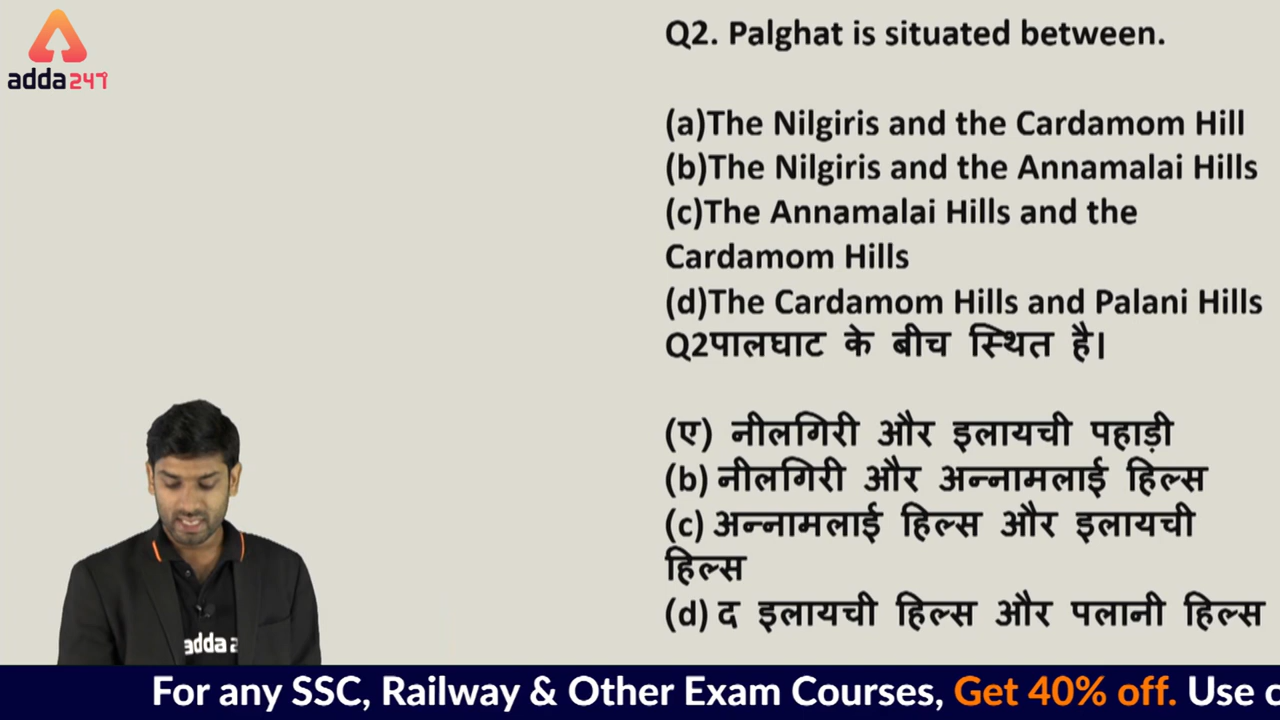 adda247
Q2. Palghat is situated between.
(a)The Nilgiris and the Cardamom Hill
(b)The Nilgiris and the Annamalai Hills
(c)The Annamalai Hills and the
Cardamom Hills
(d)The Cardamom Hills and Palani Hills
Q2पालघाट के बीच स्थित है।
(ए) नीलगिरी और इलायची पहाड़ी
(b) नीलगिरी और अन्नामलाई हिल्स
(c) अन्नामलाई हिल्स और इलायची
हिल्स
(d) द इलायची हिल्स और पलानी हिल्स
adda 2
For any SSC, Railway & Other Exam Courses, Get 40% off. Use c